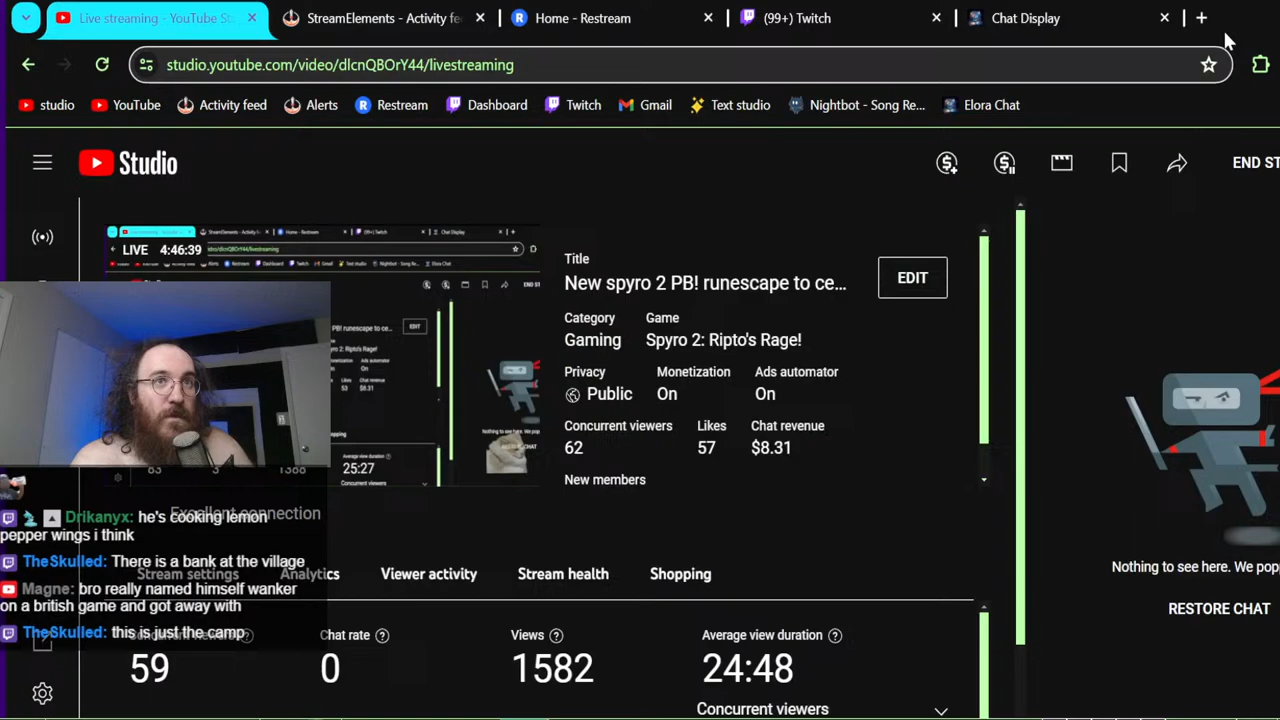 Live streaming - YouTube St
StreamElements - Activity fe
Home - Restream
(99+) Twitch
Chat Display
studio.youtube.com/video/dlcnQBOrY44/livestreaming
studio
YouTube
Activity feed
Alerts
Restream
Dashboard
Twitch
Gmail
Text studio
Nightbot - Song Re...
Elora Chat
Studio
END ST
LIVE 4:46:39
Title
New spyro 2 PB! runescape to ce...
EDIT
Category Game
Gaming Spyro 2: Ripto's Rage!
Privacy Monetization Ads automator
Public On On
Concurrent viewers Likes Chat revenue
62 57 $8.31
New members
Excellent connection
Drikanyx: he's cooking lemon
pepper wings i think
TheSkulled: There is a bank at the village
Magne: bro really named himself wanker
on a british game and got away with
TheSkulled: this is just the camp
Stream settings Analytics Viewer activity Stream health Shopping
Concurrent viewers Chat rate Views Average view duration
59 0 1582 24:48
Concurrent viewers
Nothing to see here. We pop
RESTORE CHAT